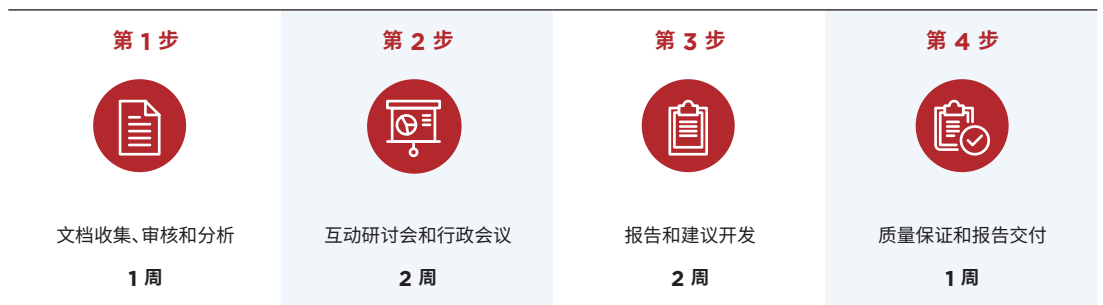 第 1 步
文档收集、审核和分析
1 周
第 2 步
互动研讨会和行政会议
2 周
第 3 步
报告和建议开发
2 周
第 4 步
质量保证和报告交付
1 周